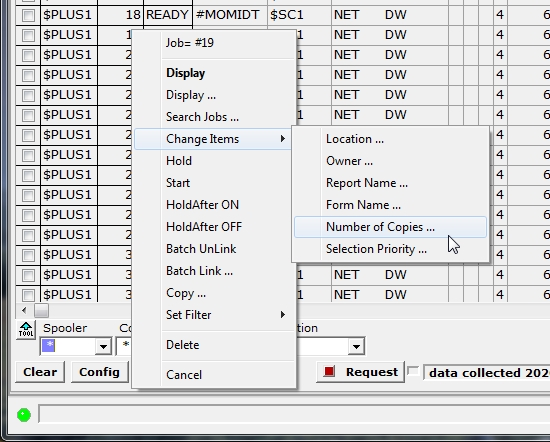 $PLUS1 18 READY #MOMIDT $SC1 NET DW 4 6
$PLUS1 1 1 NET DW 4 6
$PLUS1 2 1 NET DW 4 6
$PLUS1 2 1 NET DW 4 6
$PLUS1 2 1 NET DW 4 6
$PLUS1 2 1 NET DW 4 6
$PLUS1 2 4 6
$PLUS1 2 4 6
$PLUS1 2 4 6
$PLUS1 2 4 6
$PLUS1 2 4 6
$PLUS1 2 4 6
$PLUS1 3 4 6
$PLUS1 3 1 NET DW 4 6
$PLUS1 3 1 NET DW 4 6
Job= #19
Display
Display ...
Search Jobs ...
Change Items
Hold
Start
HoldAfter ON
HoldAfter OFF
Batch UnLink
Batch Link ...
Copy ...
Set Filter
Delete
Cancel
Location ...
Owner ...
Report Name ...
Form Name ...
Number of Copies ...
Selection Priority ...
TOOL
Spooler Co tion
* *
Clear Config Request data collected 202